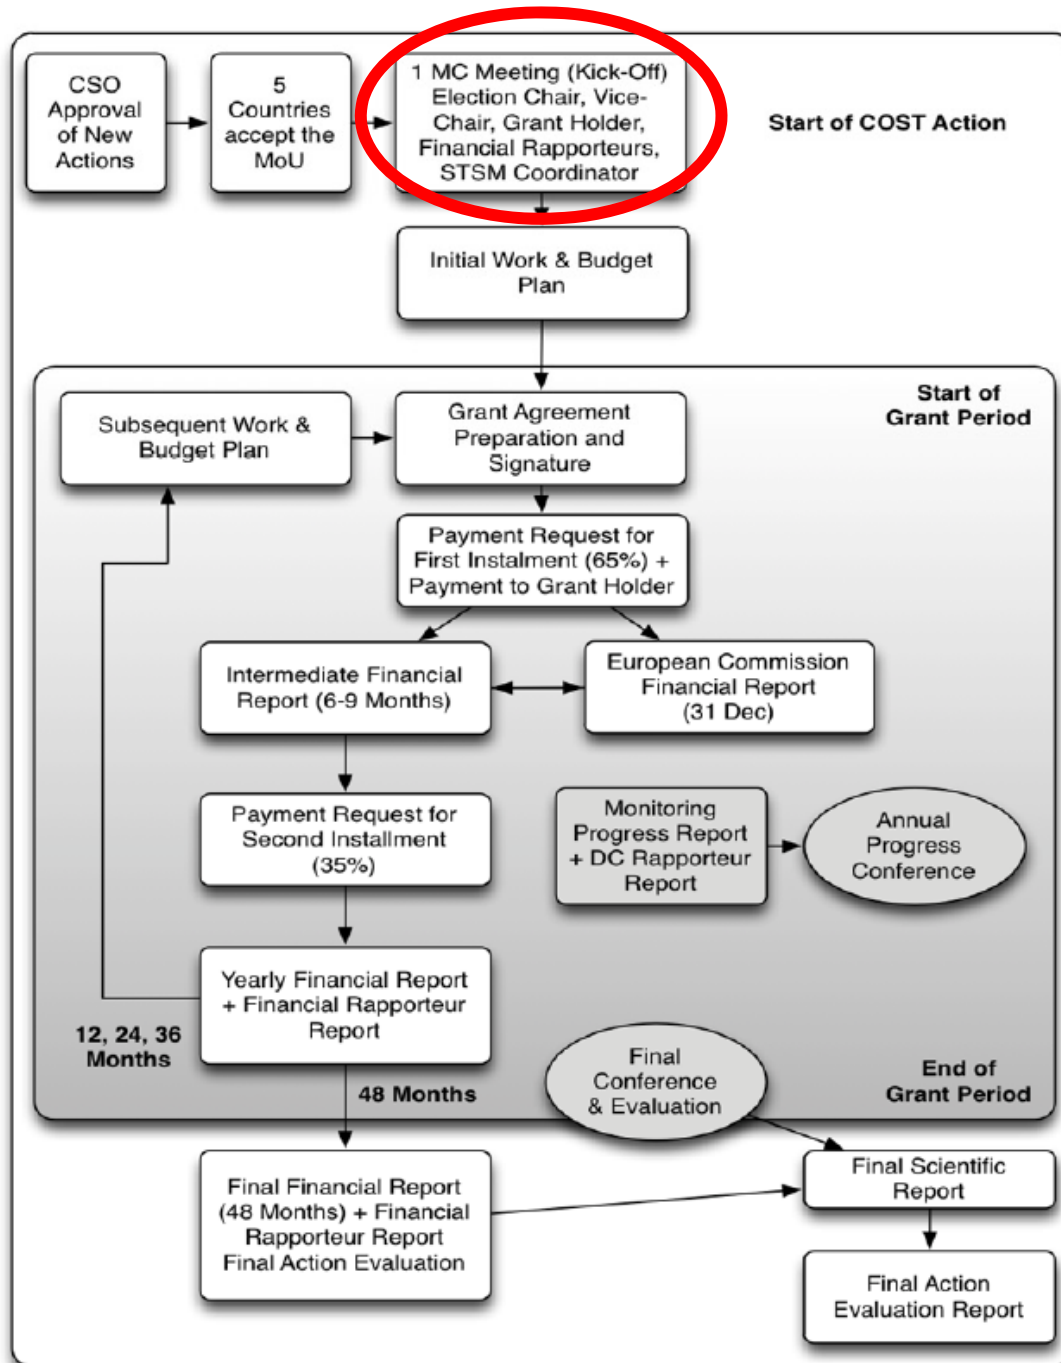 CSO
Approval
of New
Actions
5
Countries
accept the
MoU
1 MC Meeting (Kick-Off)
Election Chair, Vice-
Chair, Grant Holder,
Financial Rapporteurs,
STSM Coordinator
Start of COST Action
Initial Work & Budget
Plan
Start of
Grant Period
Subsequent Work &
Budget Plan
Grant Agreement
Preparation and
Signature
Payment Request for
First Instalment (65%) +
Payment to Grant Holder
Intermediate Financial
Report (6-9 Months)
European Commission
Financial Report
(31 Dec)
Payment Request for
Second Installment
(35%)
Monitoring
Progress Report
+ DC Rapporteur
Report
Annual
Progress
Conference
Yearly Financial Report
+ Financial Rapporteur
Report
12, 24, 36
Months
48 Months
Final
Conference
& Evaluation
End of
Grant Period
Final Financial Report
(48 Months) + Financial
Rapporteur Report
Final Action Evaluation
Final Scientific
Report
Final Action
Evaluation Report